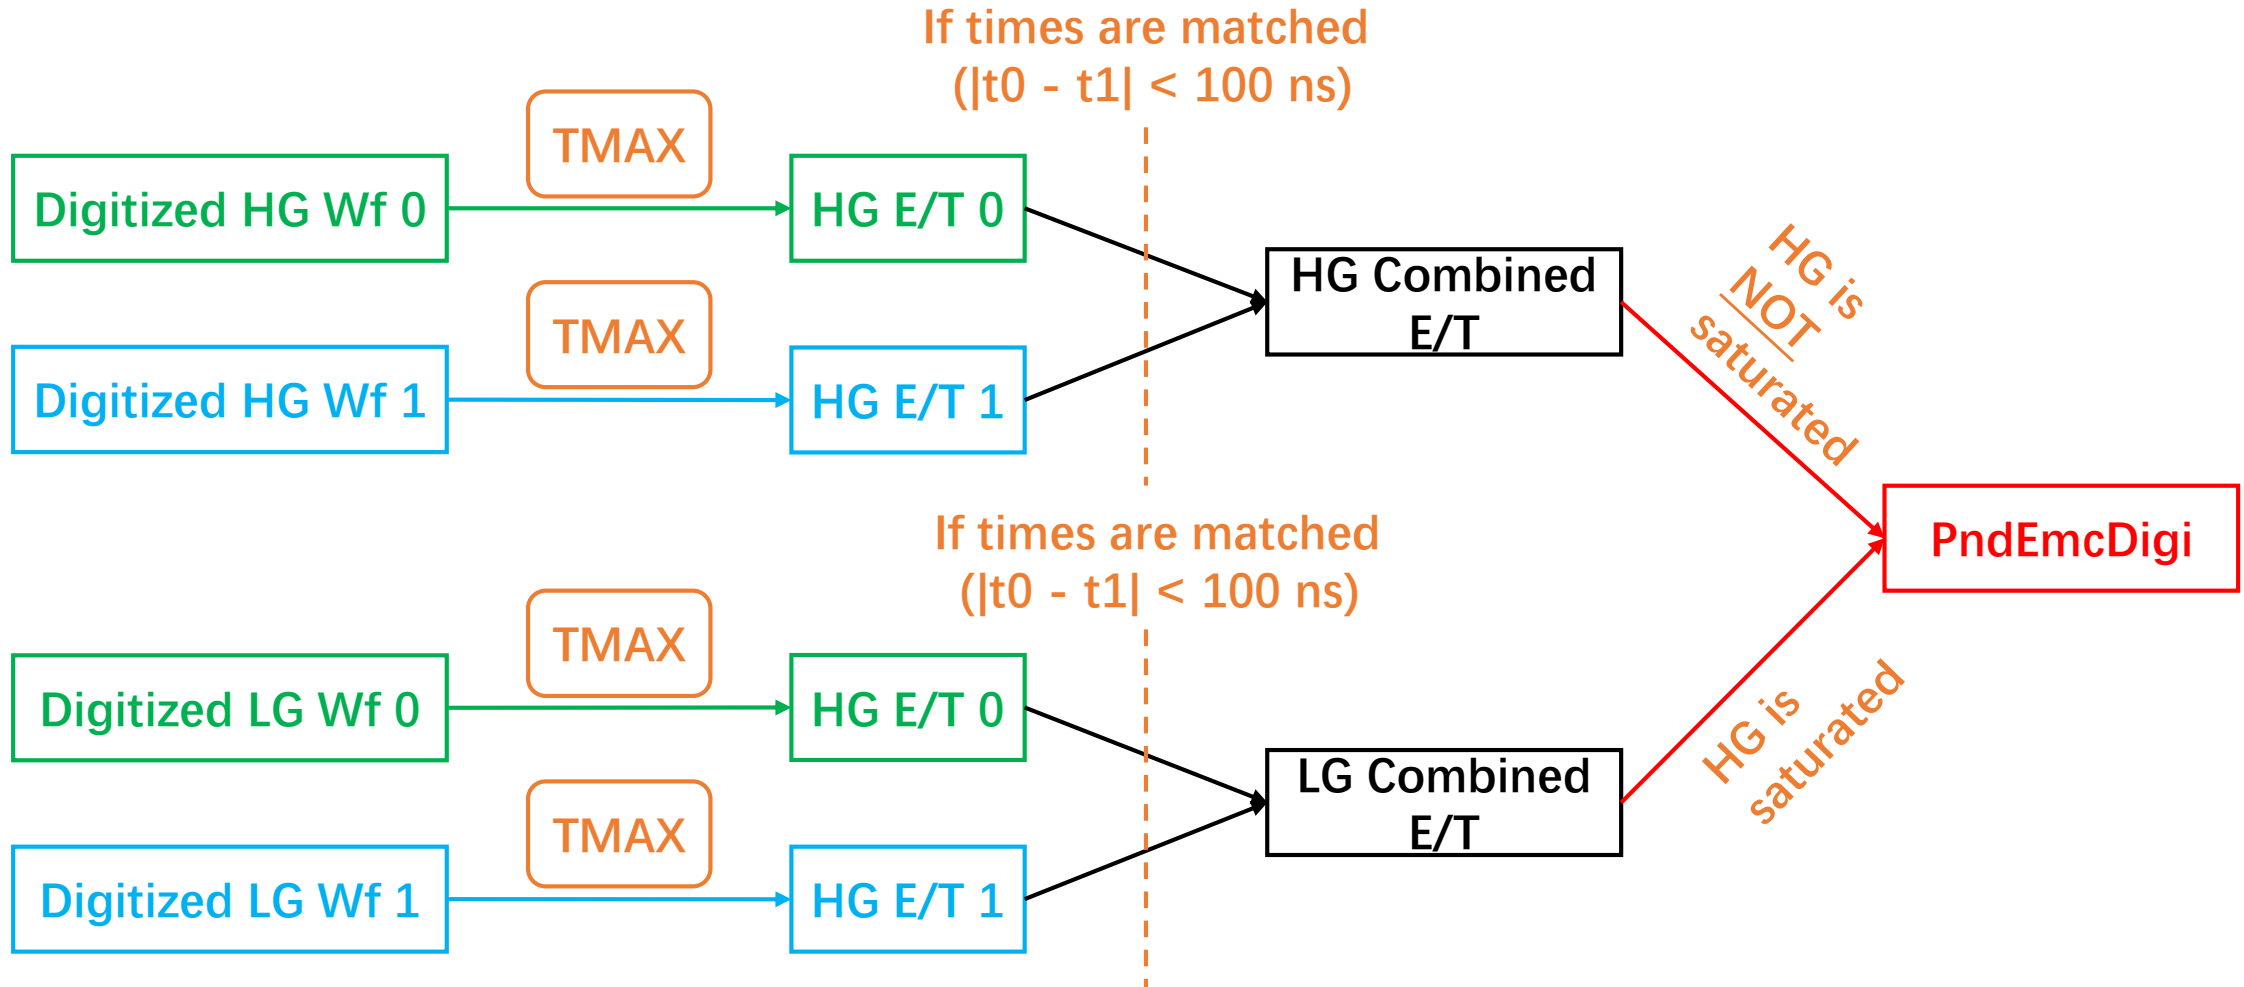 If times are matched
(|t0 - t1| < 100 ns)
TMAX
Digitized HG Wf 0
HG E/T 0
TMAX
Digitized HG Wf 1
HG E/T 1
HG Combined
E/T
HG is
NOT
saturated
PndEmcDigi
If times are matched
(|t0 - t1| < 100 ns)
TMAX
Digitized LG Wf 0
HG E/T 0
TMAX
Digitized LG Wf 1
HG E/T 1
LG Combined
E/T
HG is
saturated